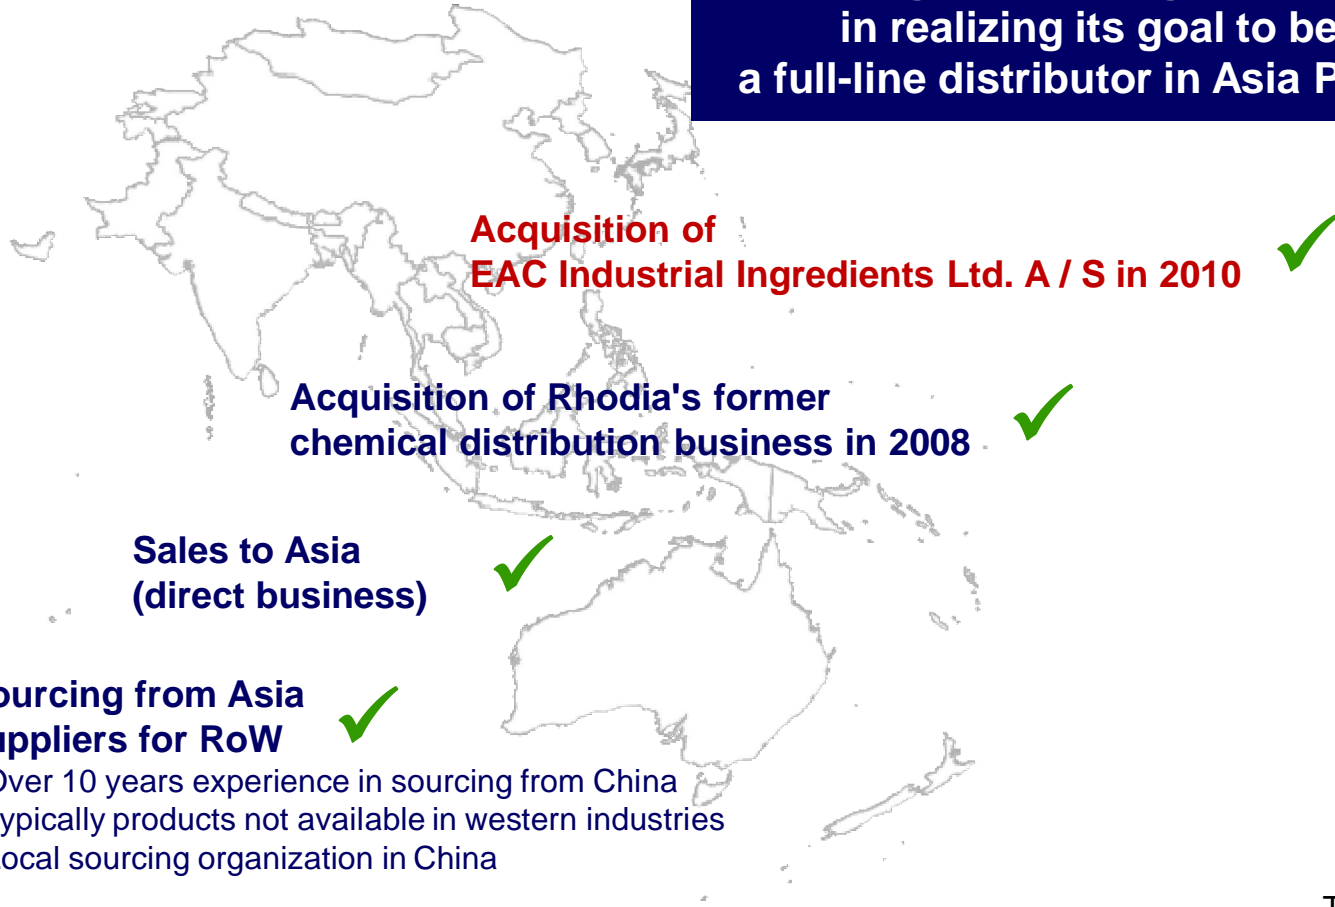 in realizing its goal to be
a full-line distributor in Asia P
Acquisition of
EAC Industrial Ingredients Ltd. A / S in 2010
Acquisition of Rhodia's former
chemical distribution business in 2008
Sales to Asia
(direct business)
ourcing from Asia
uppliers for RoW
Over 10 years experience in sourcing from China
ypically products not available in western industries
Local sourcing organization in China
T